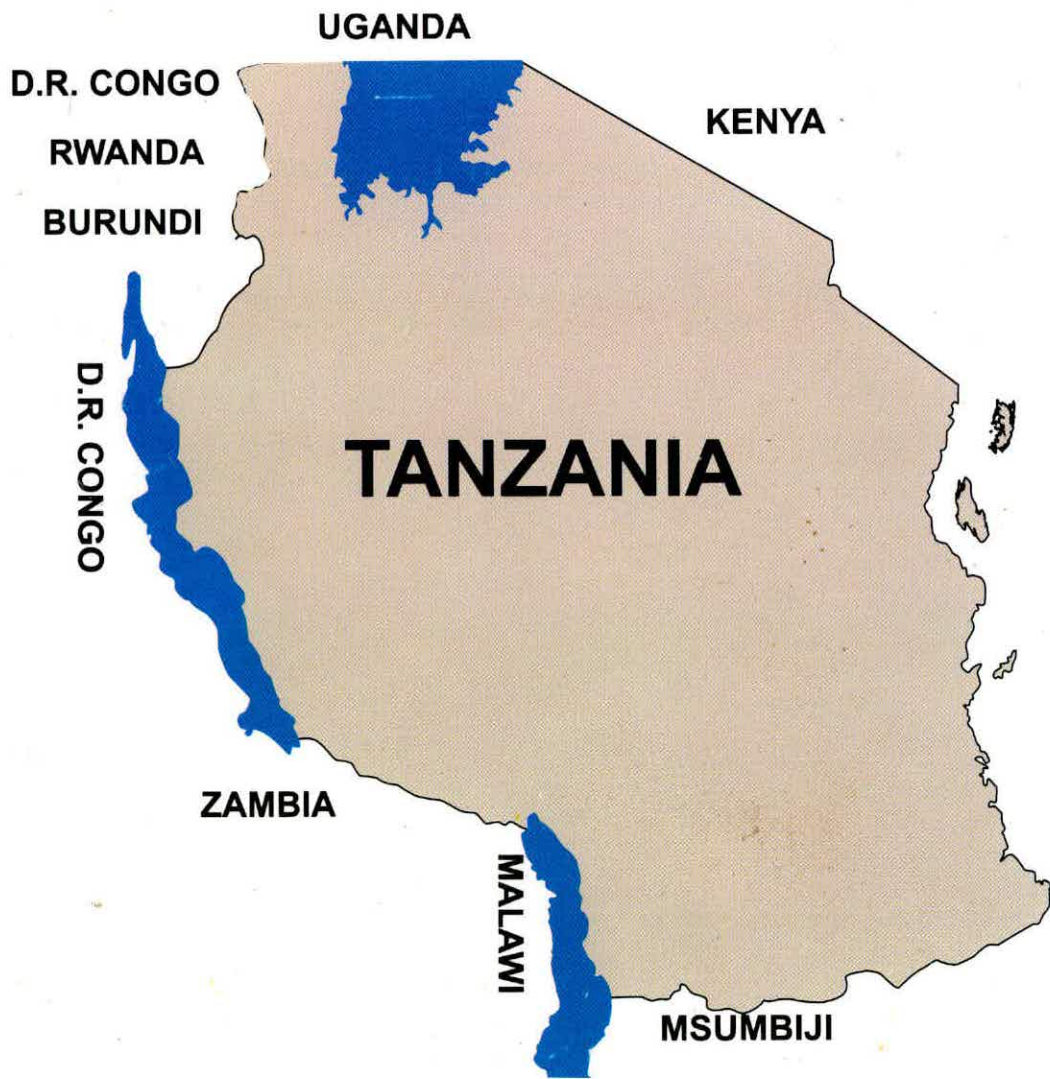 UGANDA
D.R. CONGO
KENYA
RWANDA
BURUNDI
D.R. CONGO
TANZANIA
ZAMBIA
MALAWI
MSUMBIJI